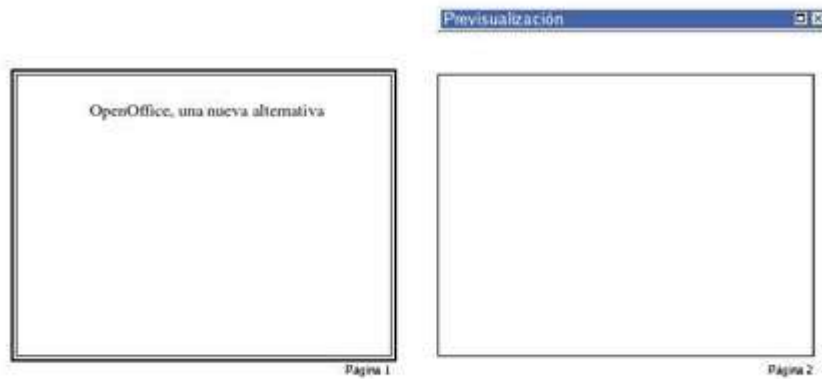 Previsualización
OpenOffice, una nueva alternativa
Página 1
Página 2